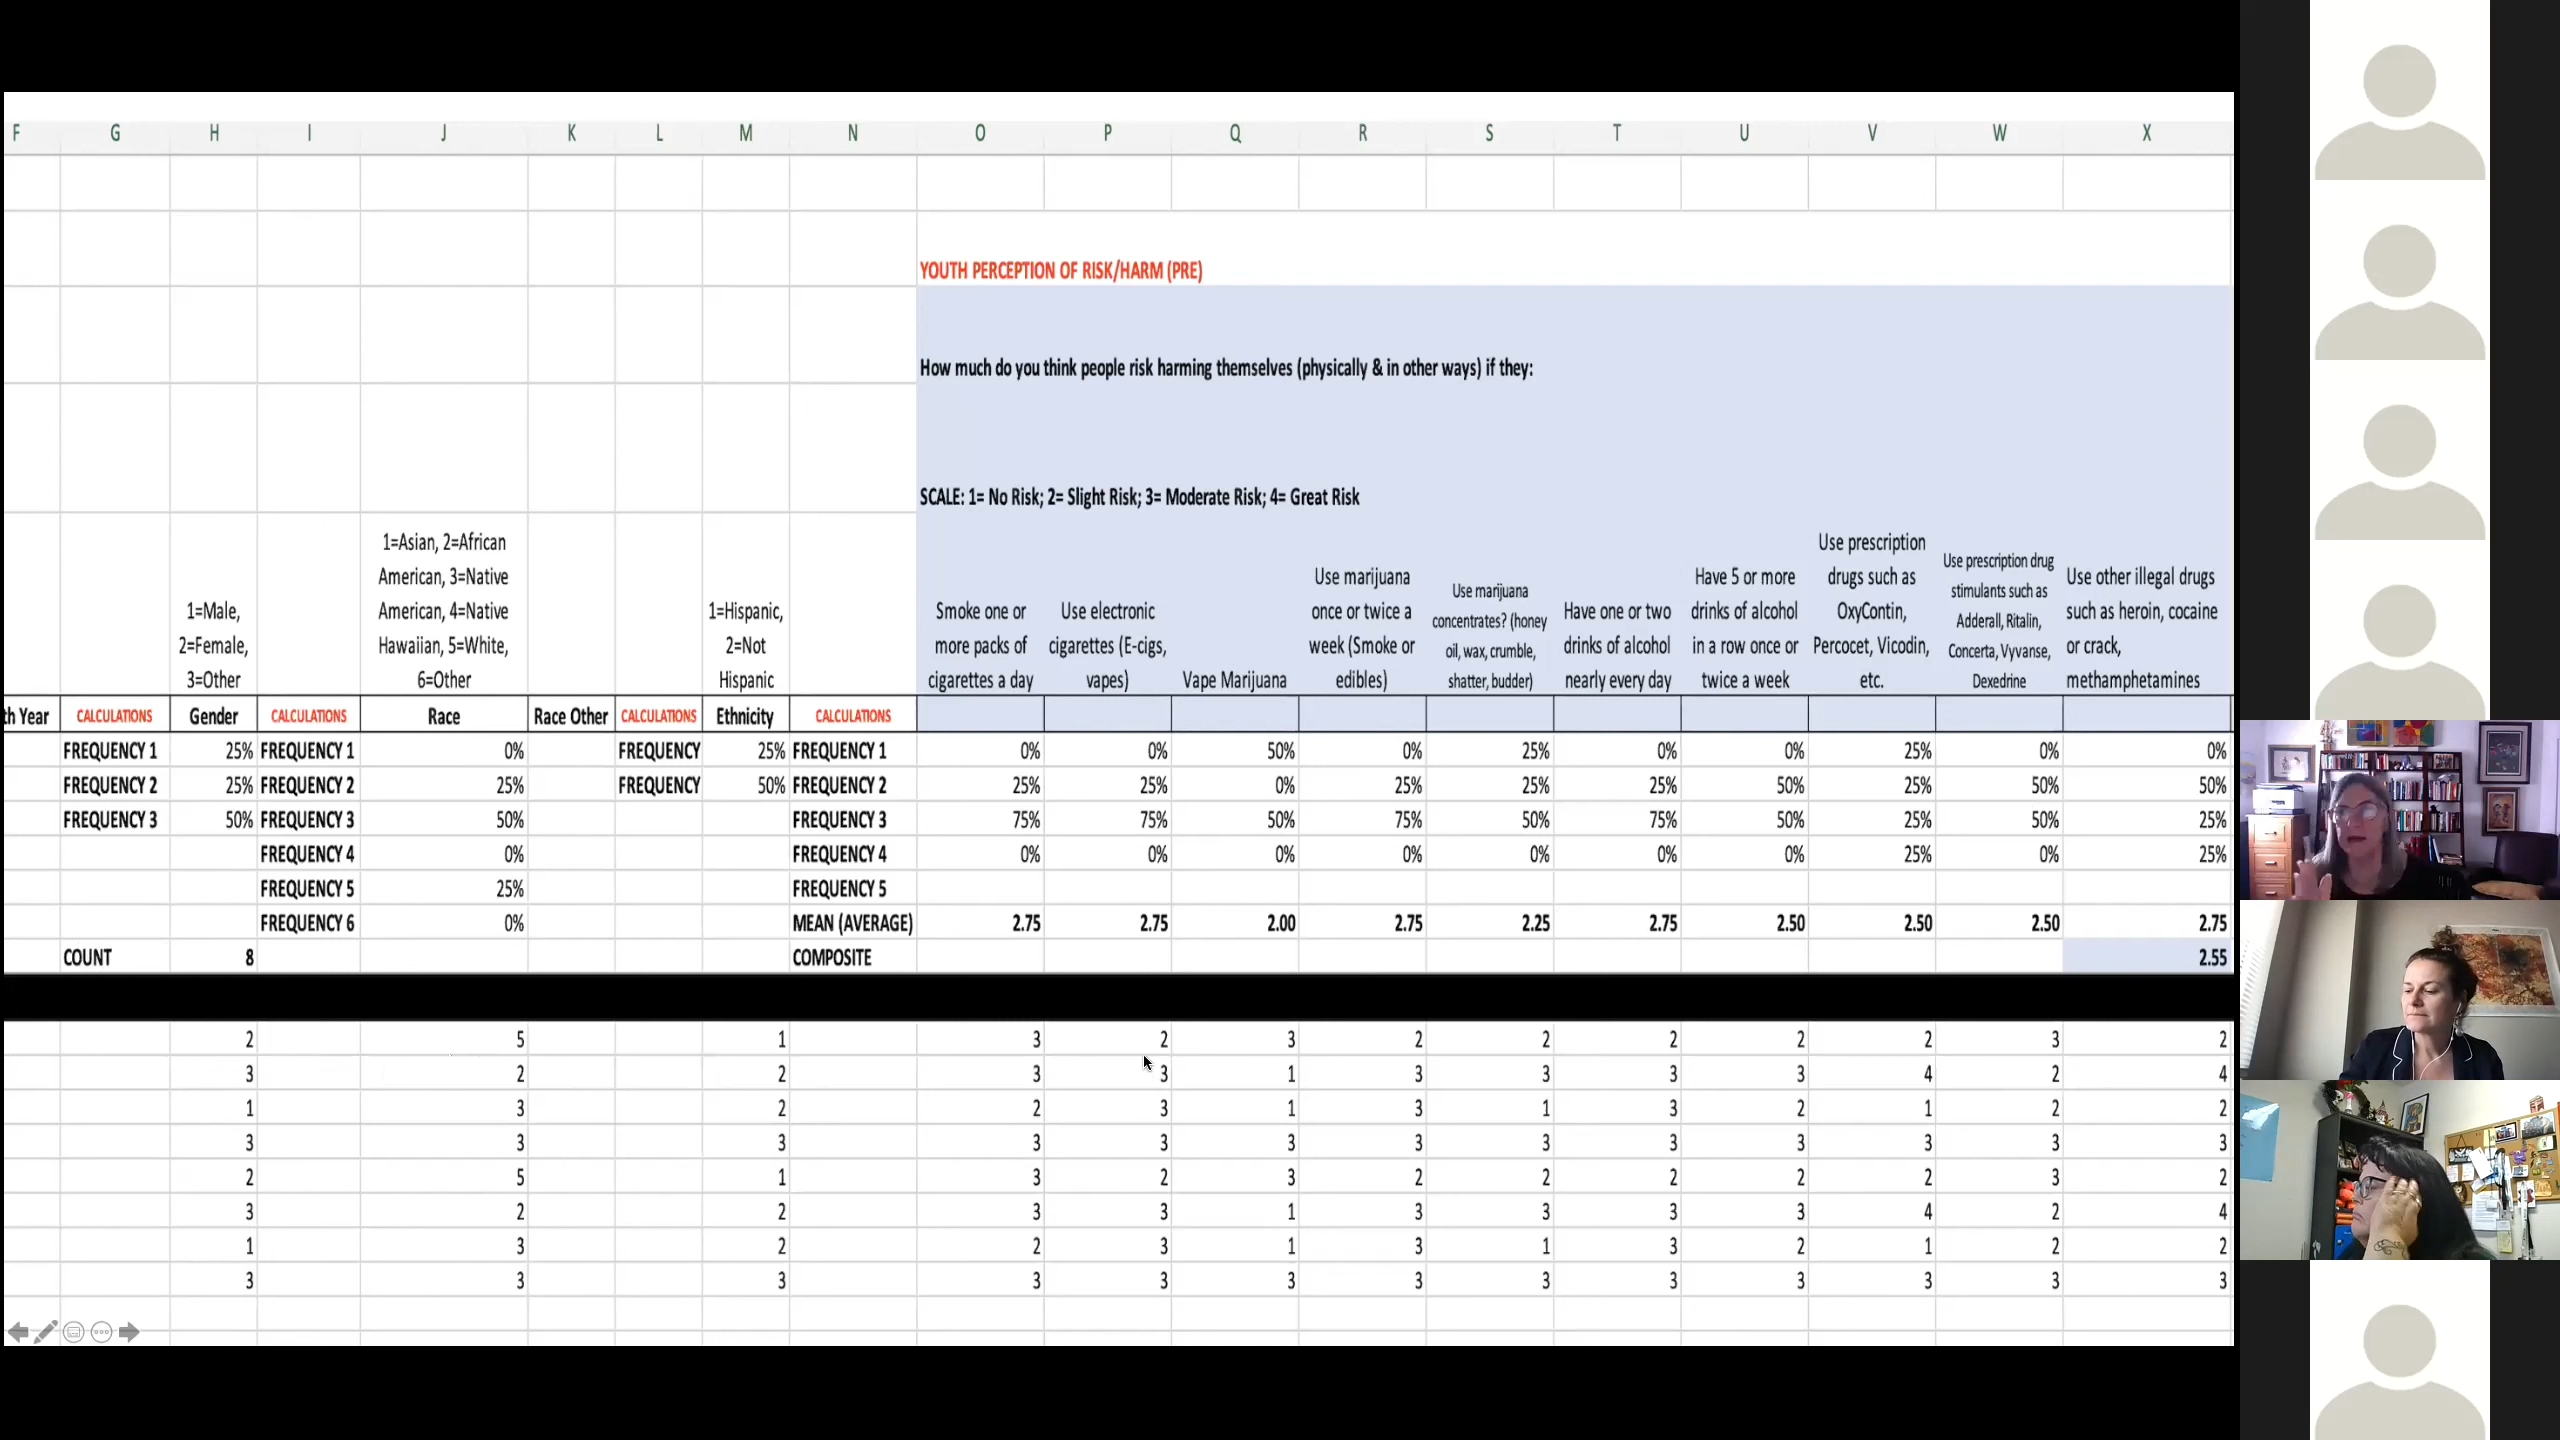 F G H I J K L M N O P Q R S T U V W X
YOUTH PERCEPTION OF RISK/HARM (PRE)
How much do you think people risk harming themselves (physically & in other ways) if they:
SCALE: 1= No Risk; 2= Slight Risk; 3= Moderate Risk; 4= Great Risk
1=Male,
2=Female,
3=Other
1=Asian, 2=African
American, 3=Native
American, 4=Native
Hawaiian, 5=White,
6=Other
1=Hispanic,
2=Not
Hispanic
Smoke one or
more packs of
cigarettes a day
Use electronic
cigarettes (E-cigs,
vapes)
Vape Marijuana
Use marijuana
once or twice a
week (Smoke or
edibles)
Use marijuana
concentrates? (honey
oil, wax, crumble,
shatter, budder)
Have one or two
drinks of alcohol
nearly every day
Have 5 or more
drinks of alcohol
in a row once or
twice a week
Use prescription
drugs such as
OxyContin,
Percocet, Vicodin,
etc.
Use prescription drug
stimulants such as
Adderall, Ritalin,
Concerta, Vyvanse,
Dexedrine
Use other illegal drugs
such as heroin, cocaine
or crack,
methamphetamines
th Year CALCULATIONS Gender CALCULATIONS Race Race Other CALCULATIONS Ethnicity CALCULATIONS
FREQUENCY 1 25% FREQUENCY 1 0% FREQUENCY 25% FREQUENCY 1 0% 0% 50% 0% 25% 0% 0% 25% 0% 0%
FREQUENCY 2 25% FREQUENCY 2 25% FREQUENCY 50% FREQUENCY 2 25% 25% 0% 25% 25% 25% 50% 25% 50% 50%
FREQUENCY 3 50% FREQUENCY 3 50% FREQUENCY 3 75% 75% 50% 75% 50% 75% 50% 25% 50% 25%
FREQUENCY 4 0% FREQUENCY 4 0% 0% 0% 0% 0% 0% 0% 25% 0% 25%
FREQUENCY 5 25% FREQUENCY 5
FREQUENCY 6 0% MEAN (AVERAGE) 2.75 2.75 2.00 2.75 2.25 2.75 2.50 2.50 2.50 2.75
COUNT 8 COMPOSITE 2.55
2 5 1 3 2 3 2 2 2 2 2 3 2
3 2 2 3 3 1 3 3 3 3 4 2 4
1 3 2 2 3 1 3 1 3 2 1 2 2
3 3 3 3 3 3 3 3 3 3 3 3 3
2 5 1 3 2 3 2 2 2 2 2 3 2
3 2 2 3 3 1 3 3 3 3 4 2 4
1 3 2 2 3 1 3 1 3 2 1 2 2
3 3 3 3 3 3 3 3 3 3 3 3 3